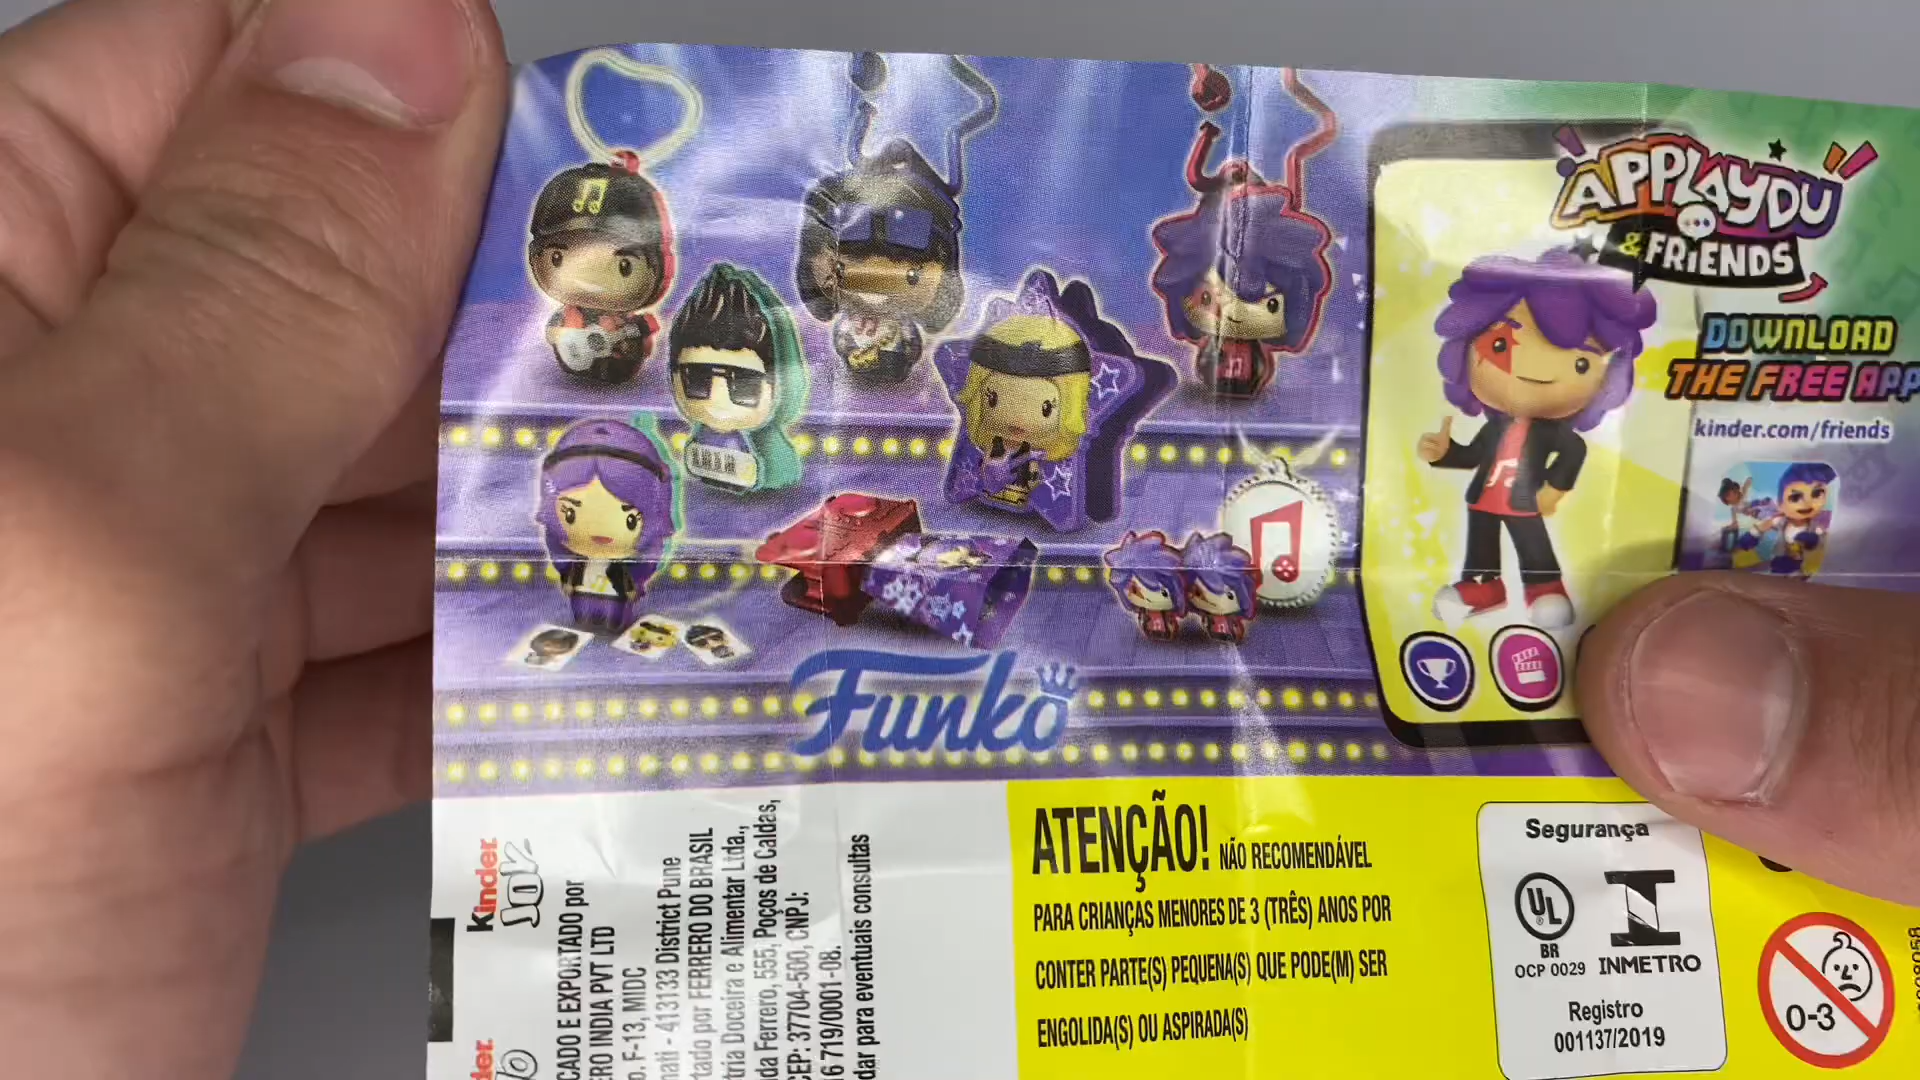 APPLAYDU
& FRiENDS
DOWNLOAD
THE FREE APP
kinder.com/friends
Funko
Kinder
JOY
CADO E EXPORTADO por
ERO INDIA PVT LTD
F-13, MIDC
413133 District Pune
tado por FERRERO DO BRASIL
tria Doceira e Alimentar Ltda.,
Ferrero, 555, Poços de Caldas,
CEP: 37704-500, CNPJ:
6 719/0001-08.
dar para eventuais consultas
ATENÇÃO! NÃO RECOMENDÁVEL
PARA CRIANÇAS MENORES DE 3 (TRÊS) ANOS POR
CONTER PARTE(S) PEQUENA(S) QUE PODE(M) SER
ENGOLIDA(S) OU ASPIRADA(S)
Segurança
UL
BR
OCP 0029 INMETRO
Registro
001137/2019
0-3